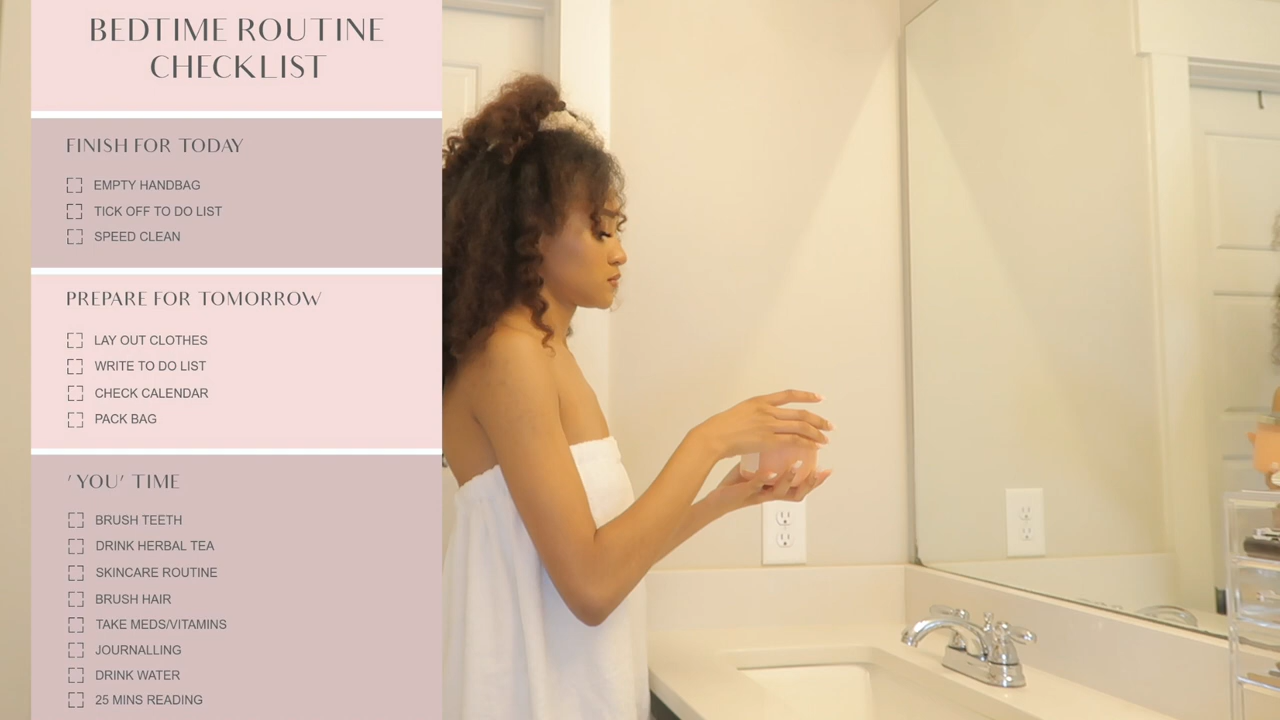 BEDTIME ROUTINE
CHECKLIST
FINISH FOR TODAY
EMPTY HANDBAG
TICK OFF TO DO LIST
SPEED CLEAN
PREPARE FOR TOMORROW
LAY OUT CLOTHES
WRITE TO DO LIST
CHECK CALENDAR
PACK BAG
'YOU' TIME
BRUSH TEETH
DRINK HERBAL TEA
SKINCARE ROUTINE
BRUSH HAIR
TAKE MEDS/VITAMINS
JOURNALLING
DRINK WATER
25 MINS READING